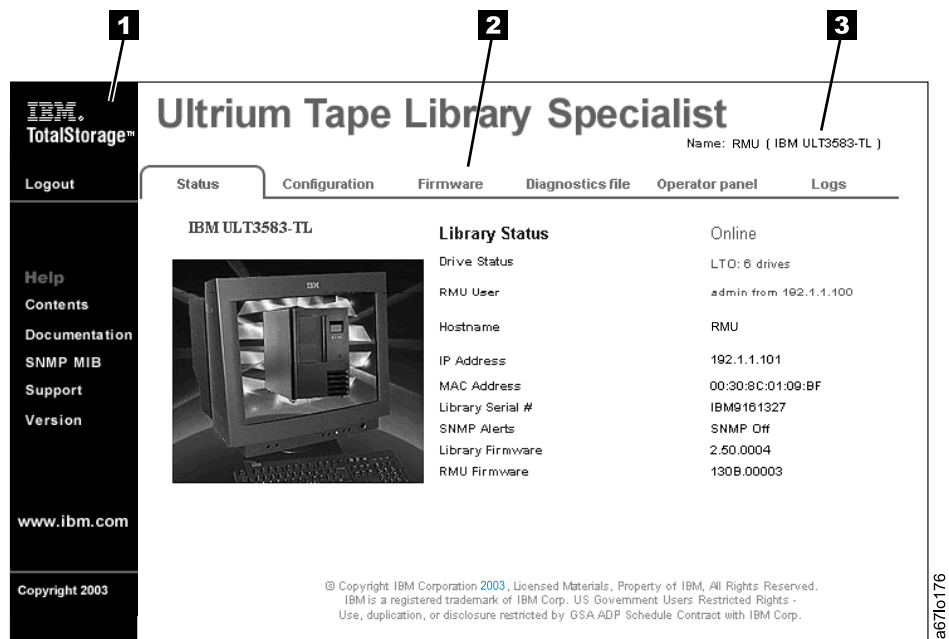 1
2
3
IBM.
TotalStorage™
Ultrium Tape Library Specialist
Name: RMU ( IBM ULT3583-TL )
Logout
Status
Configuration
Firmware
Diagnostics file
Operator panel
Logs
IBM ULT3583-TL
Library Status Online
Drive Status LTO: 6 drives
RMU User admin from 192.1.1.100
Hostname RMU
IP Address 192.1.1.101
MAC Address 00:30:8C:01:09:BF
Library Serial # IBM9161327
SNMP Alerts SNMP Off
Library Firmware 2.50.0004
RMU Firmware 130B.00003
IBM
Help
Contents
Documentation
SNMP MIB
Support
Version
www.ibm.com
Copyright 2003
© Copyright IBM Corporation 2003, Licensed Materials, Property of IBM, All Rights Reserved.
IBM is a registered trademark of IBM Corp. US Government Users Restricted Rights -
Use, duplication, or disclosure restricted by GSA ADP Schedule Contract with IBM Corp.
a67lo176